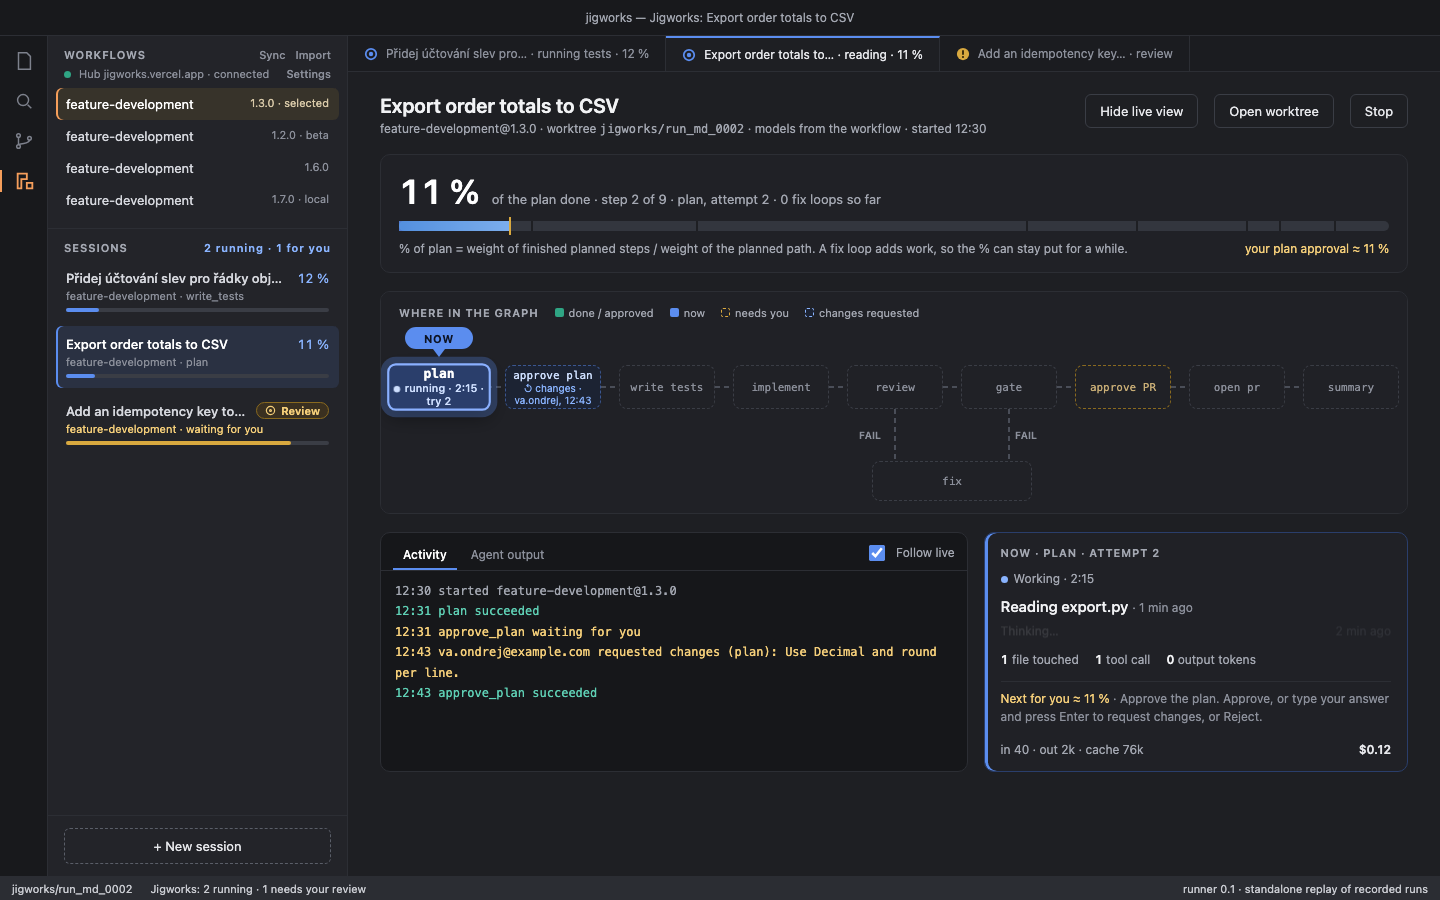 jigworks — Jigworks: Export order totals to CSV
WORKFLOWS
Sync Import
Hub jigworks.vercel.app · connected
Settings
feature-development 1.3.0 · selected
feature-development 1.2.0 · beta
feature-development 1.6.0
feature-development 1.7.0 · local
SESSIONS 2 running · 1 for you
Přidej účtování slev pro řádky obj... 12 %
feature-development · write_tests
Export order totals to CSV 11 %
feature-development · plan
Add an idempotency key to... Review
feature-development · waiting for you
+ New session
Přidej účtování slev pro... · running tests · 12 %
Export order totals to... · reading · 11 %
Add an idempotency key... · review
Export order totals to CSV
feature-development@1.3.0 · worktree jigworks/run_md_0002 · models from the workflow · started 12:30
Hide live view
Open worktree
Stop
11 % of the plan done · step 2 of 9 · plan, attempt 2 · 0 fix loops so far
% of plan = weight of finished planned steps / weight of the planned path. A fix loop adds work, so the % can stay put for a while.
your plan approval ≈ 11 %
WHERE IN THE GRAPH
done / approved
now
needs you
changes requested
NOW
plan
running · 2:15 ·
try 2
approve plan
↺ changes ·
va.ondrej, 12:43
write tests
implement
review
gate
approve PR
open pr
summary
FAIL
FAIL
fix
Activity
Agent output
Follow live
12:30 started feature-development@1.3.0
12:31 plan succeeded
12:31 approve_plan waiting for you
12:43 va.ondrej@example.com requested changes (plan): Use Decimal and round
per line.
12:43 approve_plan succeeded
NOW · PLAN · ATTEMPT 2
Working · 2:15
Reading export.py · 1 min ago
Thinking... 2 min ago
1 file touched 1 tool call 0 output tokens
Next for you ≈ 11 % · Approve the plan. Approve, or type your answer
and press Enter to request changes, or Reject.
in 40 · out 2k · cache 76k $0.12
jigworks/run_md_0002
Jigworks: 2 running · 1 needs your review
runner 0.1 · standalone replay of recorded runs